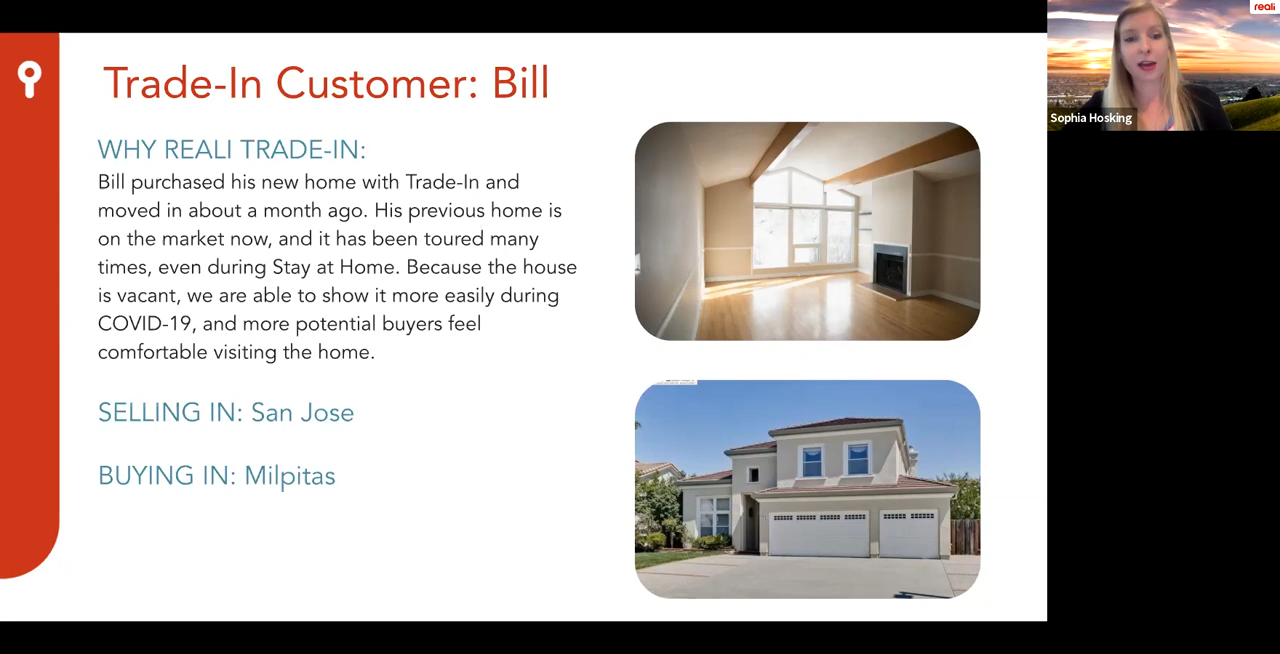 Trade-In Customer: Bill
WHY REALI TRADE-IN:
Bill purchased his new home with Trade-In and
moved in about a month ago. His previous home is
on the market now, and it has been toured many
times, even during Stay at Home. Because the house
is vacant, we are able to show it more easily during
COVID-19, and more potential buyers feel
comfortable visiting the home.
SELLING IN: San Jose
BUYING IN: Milpitas
reali
Sophia Hosking